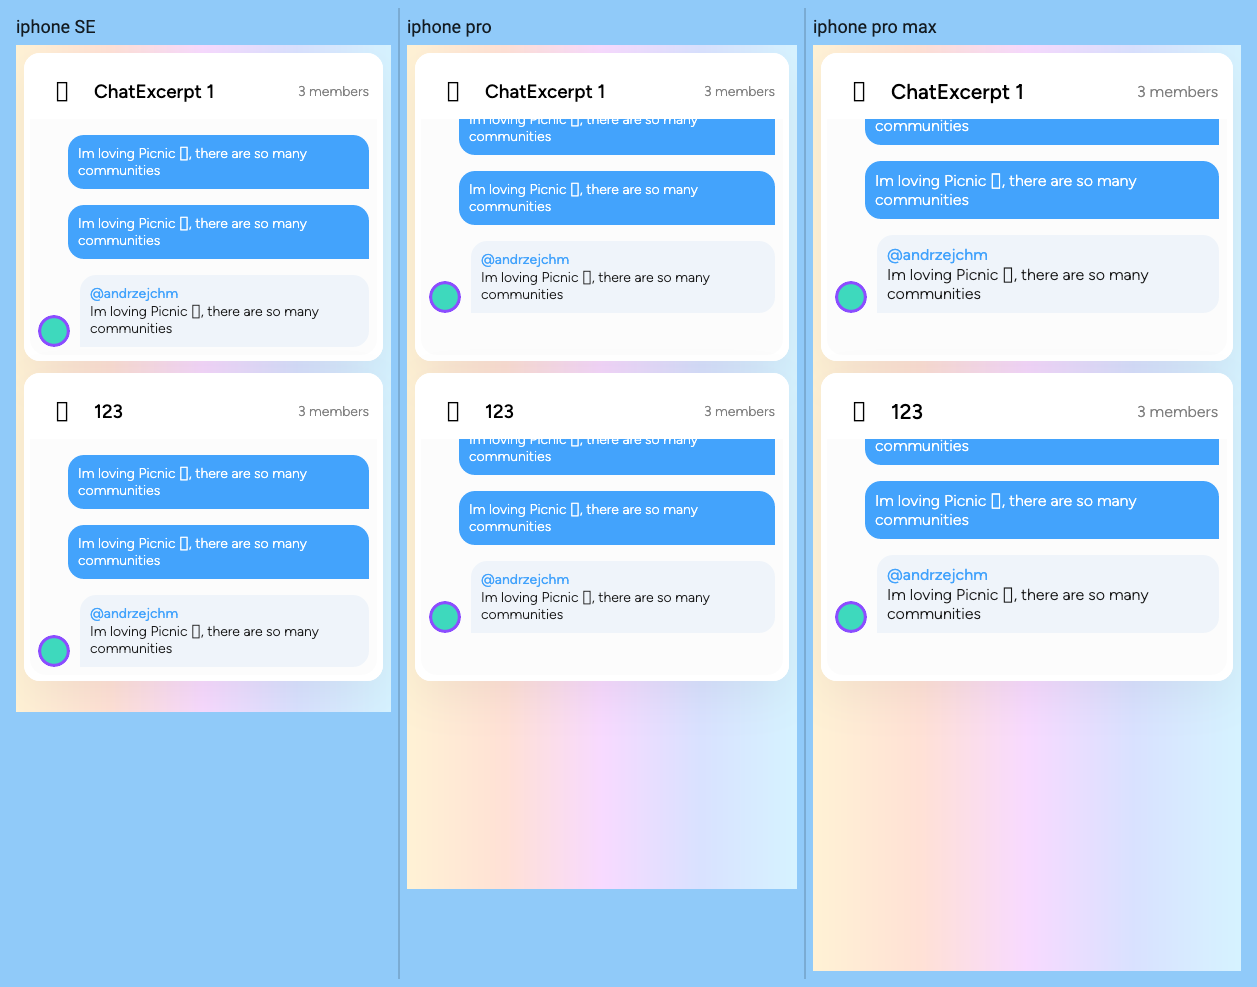 iphone SE
ChatExcerpt 1
3 members
Im loving Picnic ▯, there are so many
communities
Im loving Picnic ▯, there are so many
communities
@andrzejchm
Im loving Picnic ▯, there are so many
communities
123
3 members
Im loving Picnic ▯, there are so many
communities
Im loving Picnic ▯, there are so many
communities
@andrzejchm
Im loving Picnic ▯, there are so many
communities
iphone pro
ChatExcerpt 1
3 members
Im loving Picnic ▯, there are so many
communities
Im loving Picnic ▯, there are so many
communities
@andrzejchm
Im loving Picnic ▯, there are so many
communities
123
3 members
Im loving Picnic ▯, there are so many
communities
Im loving Picnic ▯, there are so many
communities
@andrzejchm
Im loving Picnic ▯, there are so many
communities
iphone pro max
ChatExcerpt 1
3 members
communities
Im loving Picnic ▯, there are so many
communities
@andrzejchm
Im loving Picnic ▯, there are so many
communities
123
3 members
communities
Im loving Picnic ▯, there are so many
communities
@andrzejchm
Im loving Picnic ▯, there are so many
communities